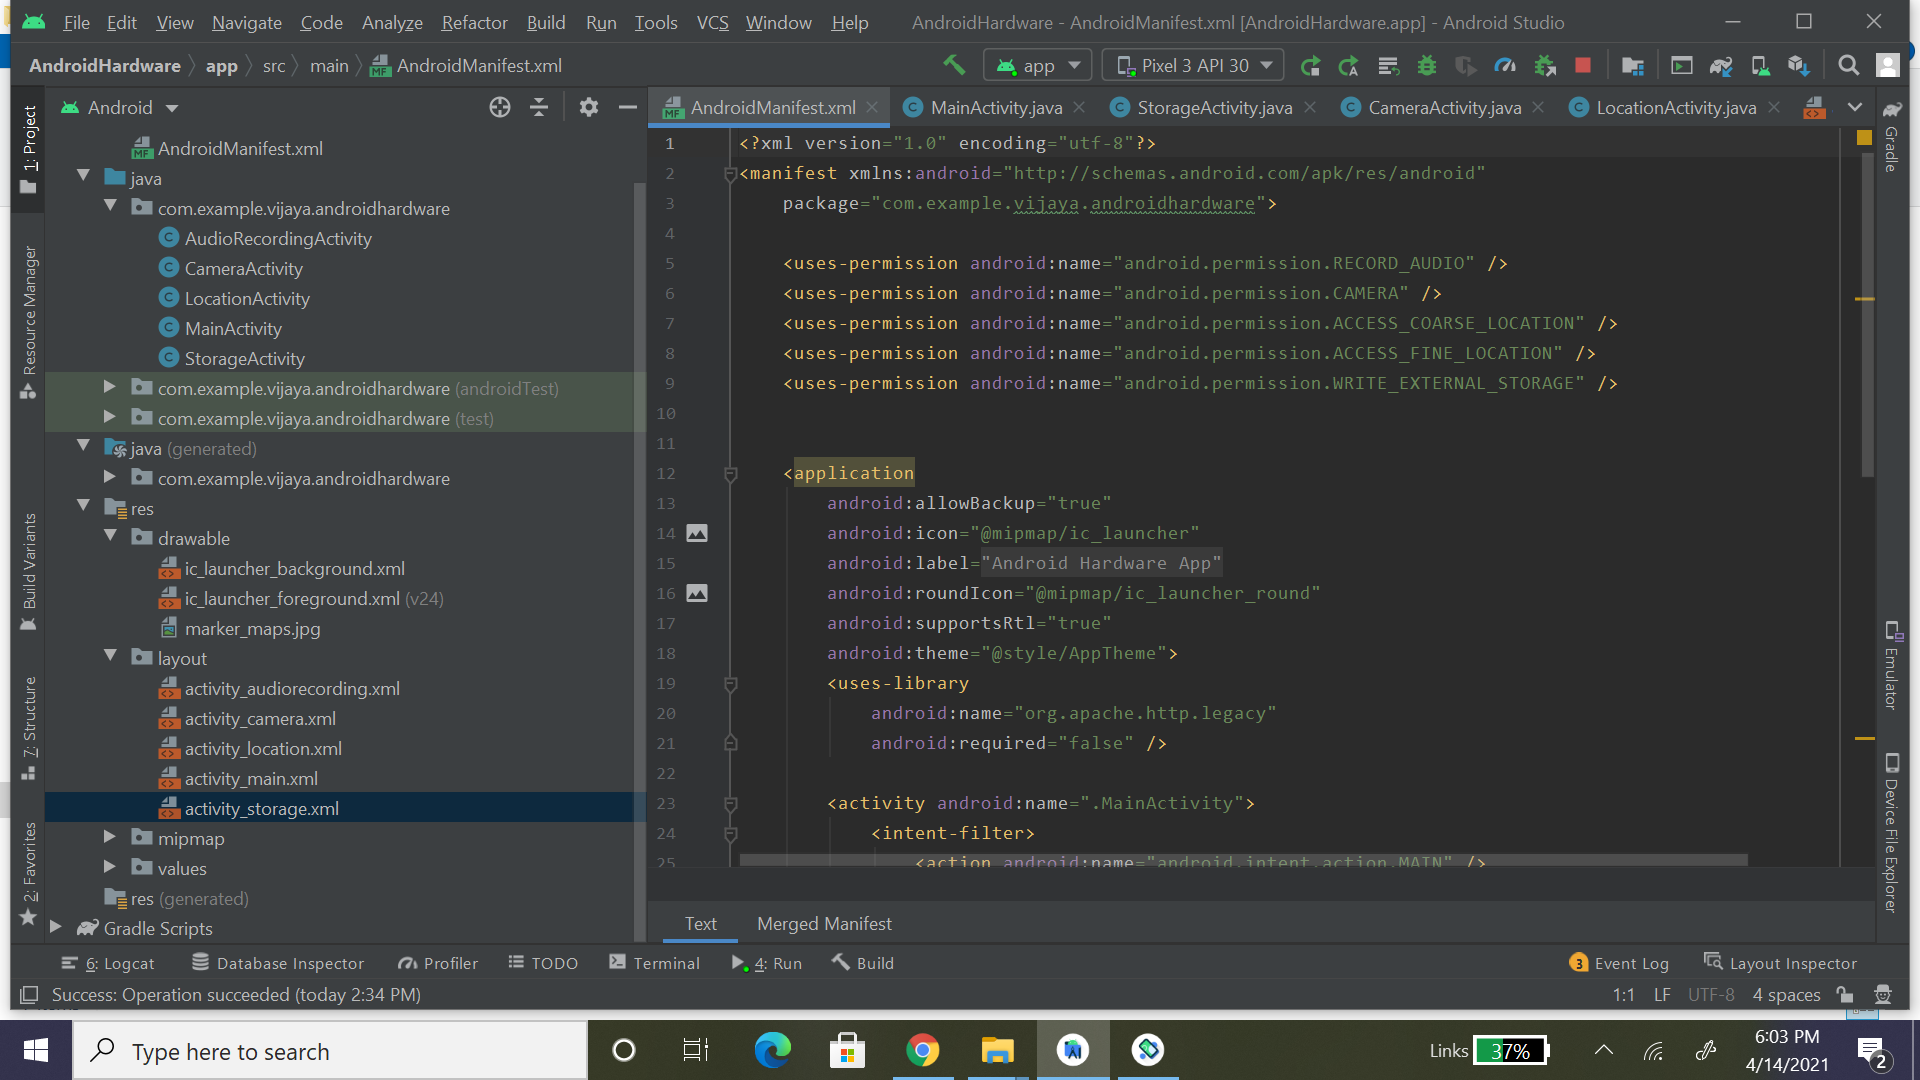 File Edit View Navigate Code Analyze Refactor Build Run Tools VCS Window Help AndroidHardware - AndroidManifest.xml [AndroidHardware.app] - Android Studio
AndroidHardware app src main AndroidManifest.xml app Pixel 3 API 30
Android
AndroidManifest.xml MainActivity.java StorageActivity.java CameraActivity.java LocationActivity.java
1: Project
Resource Manager
Build Variants
7: Structure
2: Favorites
AndroidManifest.xml
java
com.example.vijaya.androidhardware
AudioRecordingActivity
CameraActivity
LocationActivity
MainActivity
StorageActivity
com.example.vijaya.androidhardware (androidTest)
com.example.vijaya.androidhardware (test)
java (generated)
com.example.vijaya.androidhardware
res
drawable
ic_launcher_background.xml
ic_launcher_foreground.xml (v24)
marker_maps.jpg
layout
activity_audiorecording.xml
activity_camera.xml
activity_location.xml
activity_main.xml
activity_storage.xml
mipmap
values
res (generated)
Gradle Scripts
1 <?xml version="1.0" encoding="utf-8"?>
2 <manifest xmlns:android="http://schemas.android.com/apk/res/android"
3 package="com.example.vijaya.androidhardware">
4
5 <uses-permission android:name="android.permission.RECORD_AUDIO" />
6 <uses-permission android:name="android.permission.CAMERA" />
7 <uses-permission android:name="android.permission.ACCESS_COARSE_LOCATION" />
8 <uses-permission android:name="android.permission.ACCESS_FINE_LOCATION" />
9 <uses-permission android:name="android.permission.WRITE_EXTERNAL_STORAGE" />
10
11
12 <application
13 android:allowBackup="true"
14 android:icon="@mipmap/ic_launcher"
15 android:label="Android Hardware App"
16 android:roundIcon="@mipmap/ic_launcher_round"
17 android:supportsRtl="true"
18 android:theme="@style/AppTheme">
19 <uses-library
20 android:name="org.apache.http.legacy"
21 android:required="false" />
22
23 <activity android:name=".MainActivity">
24 <intent-filter>
25 <action android:name="android.intent.action.MAIN" />
Text Merged Manifest
Gradle
Emulator
Device File Explorer
6: Logcat Database Inspector Profiler TODO Terminal 4: Run Build 3 Event Log Layout Inspector
Success: Operation succeeded (today 2:34 PM) 1:1 LF UTF-8 4 spaces
Type here to search
Links 37%
6:03 PM
4/14/2021
2